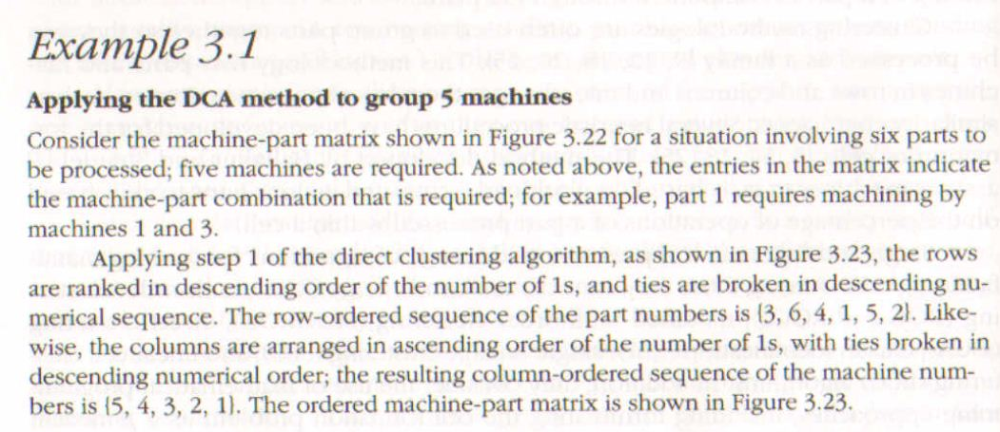 Example 3.1
Applying the DCA method to group 5 machines
Consider the machine-part matrix shown in Figure 3.22 for a situation involving six parts to
be processed; five machines are required. As noted above, the entries in the matrix indicate
the machine-part combination that is required; for example, part 1 requires machining by
machines 1 and 3.
Applying step 1 of the direct clustering algorithm, as shown in Figure 3.23, the rows
are ranked in descending order of the number of 1s, and ties are broken in descending nu-
merical sequence. The row-ordered sequence of the part numbers is {3, 6, 4, 1, 5, 2}. Like-
wise, the columns are arranged in ascending order of the number of 1s, with ties broken in
descending numerical order; the resulting column-ordered sequence of the machine num-
bers is {5, 4, 3, 2, 1}. The ordered machine-part matrix is shown in Figure 3.23.